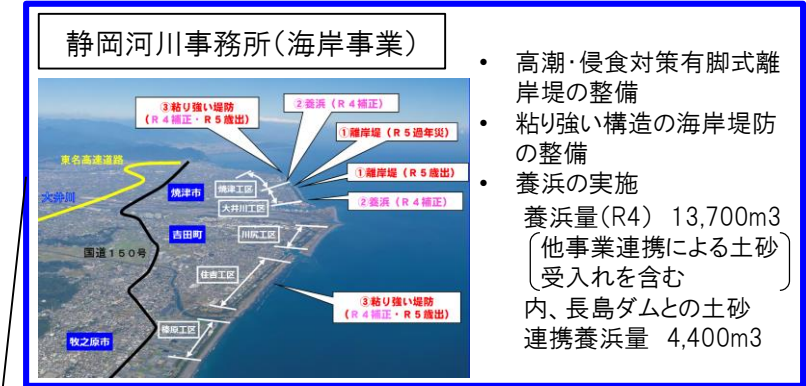 静岡河川事務所(海岸事業)
③粘り強い堤防
(R4補正・R5歳出)
②養浜(R4補正)
①離岸堤(R5過年災)
①離岸堤(R5歳出)
②養浜(R4補正)
東名高速道路
大井川
焼津市
焼津工区
大井川工区
吉田町
川尻工区
国道150号
住吉工区
③粘り強い堤防
(R4補正・R5歳出)
榛原工区
牧之原市
• 高潮・侵食対策有脚式離
岸堤の整備
• 粘り強い構造の海岸堤防
の整備
• 養浜の実施
養浜量(R4) 13,700m3
他事業連携による土砂
受入れを含む
内、長島ダムとの土砂
連携養浜量 4,400m3